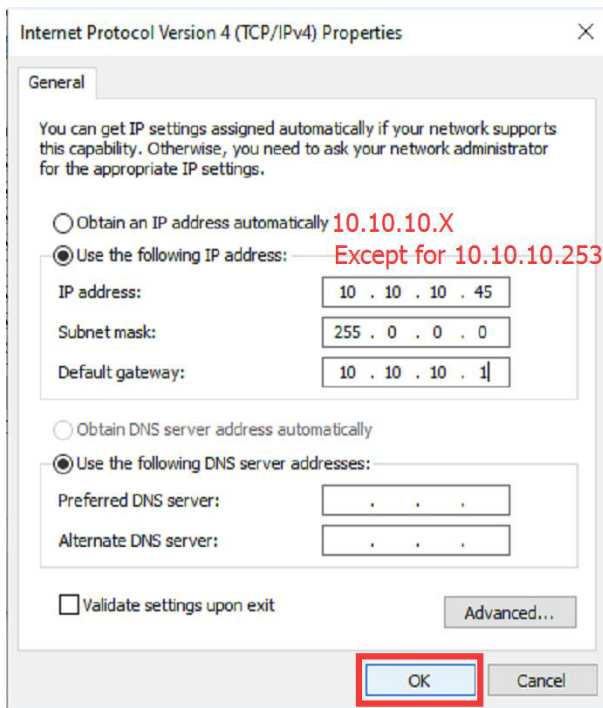 Internet Protocol Version 4 (TCP/IPv4) Properties
General
You can get IP settings assigned automatically if your network supports
this capability. Otherwise, you need to ask your network administrator
for the appropriate IP settings.
Obtain an IP address automatically 10.10.10.X
Use the following IP address: Except for 10.10.10.253
IP address: 10 . 10 . 10 . 45
Subnet mask: 255 . 0 . 0 . 0
Default gateway: 10 . 10 . 10 . 1
Obtain DNS server address automatically
Use the following DNS server addresses:
Preferred DNS server: . . .
Alternate DNS server: . . .
Validate settings upon exit Advanced...
OK Cancel